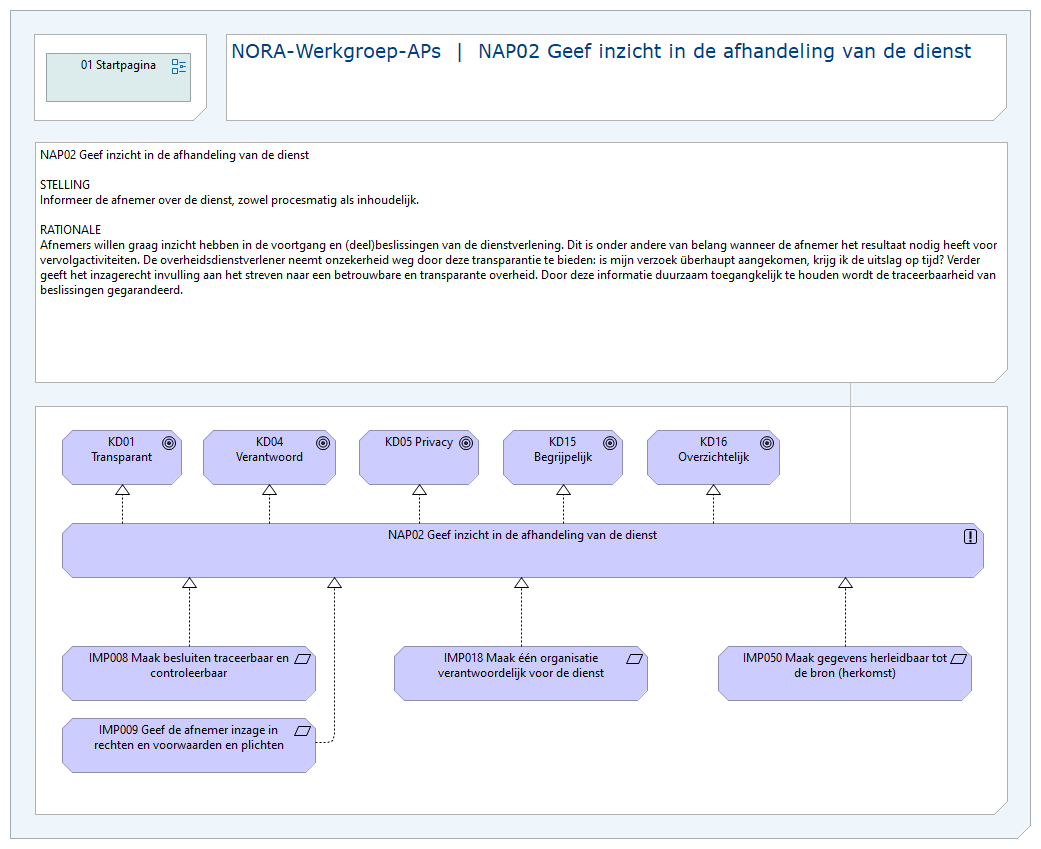 01 Startpagina
NORA-Werkgroep-APs | NAP02 Geef inzicht in de afhandeling van de dienst
NAP02 Geef inzicht in de afhandeling van de dienst
STELLING
Informeer de afnemer over de dienst, zowel procesmatig als inhoudelijk.
RATIONALE
Afnemers willen graag inzicht hebben in de voortgang en (deel)beslissingen van de dienstverlening. Dit is onder andere van belang wanneer de afnemer het resultaat nodig heeft voor
vervolgactiviteiten. De overheidsdienstverlener neemt onzekerheid weg door deze transparantie te bieden: is mijn verzoek überhaupt aangekomen, krijg ik de uitslag op tijd? Verder
geeft het inzagerecht invulling aan het streven naar een betrouwbare en transparante overheid. Door deze informatie duurzaam toegangkelijk te houden wordt de traceerbaarheid van
beslissingen gegarandeerd.
KD01
Transparant
KD04
Verantwoord
KD05 Privacy
KD15
Begrijpelijk
KD16
Overzichtelijk
NAP02 Geef inzicht in de afhandeling van de dienst
IMP008 Maak besluiten traceerbaar en
controleerbaar
IMP018 Maak één organisatie
verantwoordelijk voor de dienst
IMP050 Maak gegevens herleidbaar tot
de bron (herkomst)
IMP009 Geef de afnemer inzage in
rechten en voorwaarden en plichten